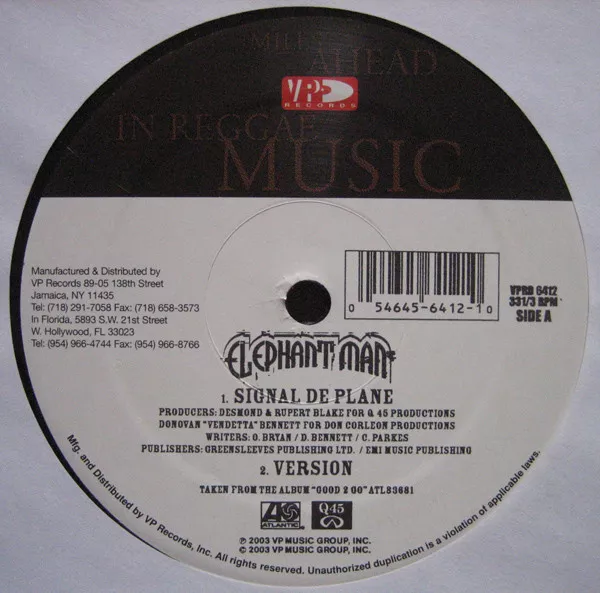 MILES
AHEAD
VP
RECORDS
IN REGGAE
MUSIC
Manufactured & Distributed by
VP Records 89-05 138th Street
Jamaica, NY 11435
Tel: (718) 291-7058 Fax: (718) 658-3573
In Florida, 5893 S.W. 21st Street
W. Hollywood, FL 33023
Tel: (954) 966-4744 Fax: (954) 966-8766
0 54645-6412-1 0
VPRD 6412
33 1/3 RPM
SIDE A
ELEPHANT MAN
1. SIGNAL DE PLANE
PRODUCERS: DESMOND & RUPERT BLAKE FOR Q 45 PRODUCTIONS
DONOVAN "VENDETTA" BENNETT FOR DON CORLEON PRODUCTIONS
WRITERS: O. BRYAN / D. BENNETT / C. PARKES
PUBLISHERS: GREENSLEEVES PUBLISHING LTD. / EMI MUSIC PUBLISHING
2. VERSION
TAKEN FROM THE ALBUM "GOOD 2 GO" ATL83681
ATLANTIC
Q45
℗ 2003 VP MUSIC GROUP, INC.
© 2003 VP MUSIC GROUP, INC.
Mfg. and Distributed by VP Records, Inc. All rights reserved. Unauthorized duplication is a violation of applicable laws.